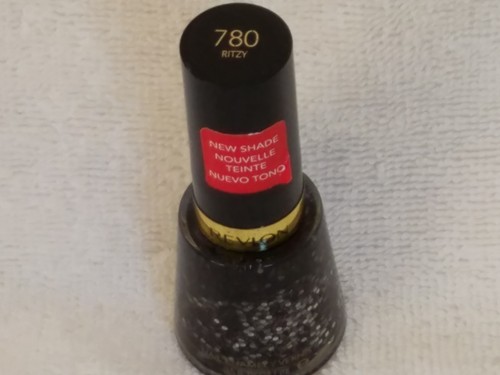 780
RITZY
NEW SHADE
NOUVELLE
TEINTE
NUEVO TONO
REVLON